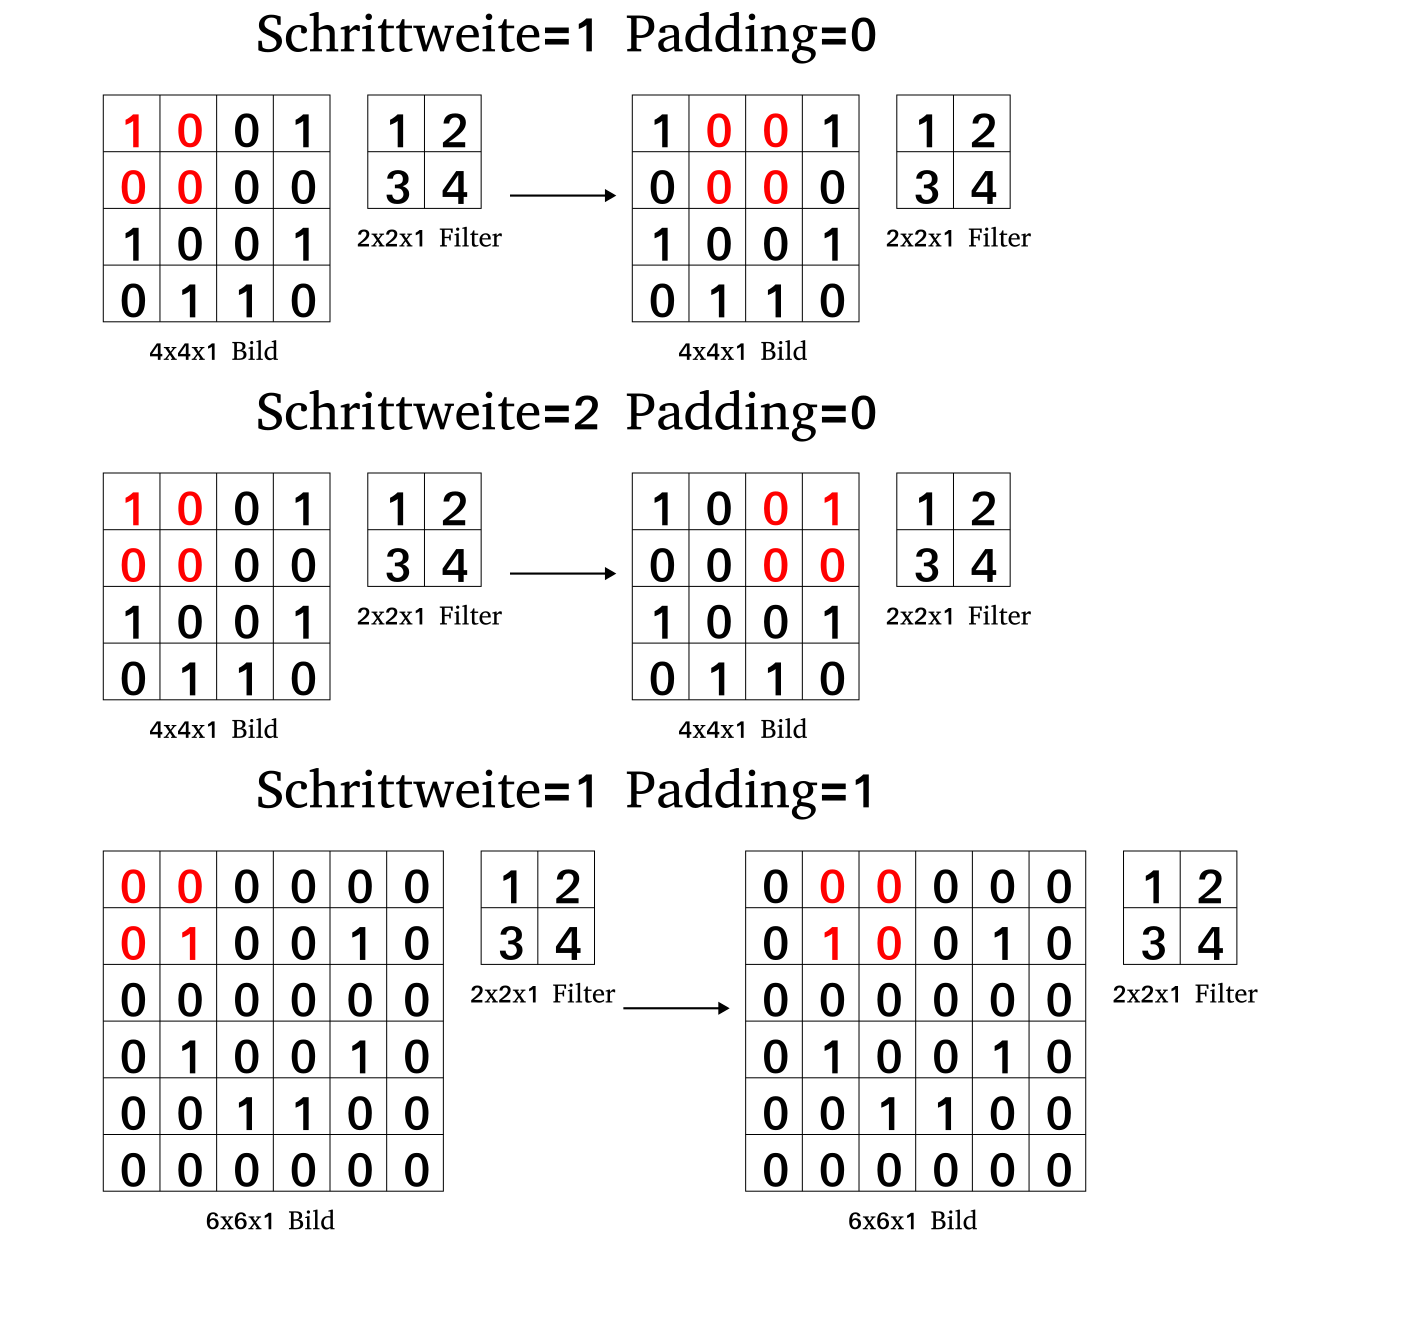 Schrittweite=1 Padding=0
1 0 0 1 1 2 1 0 0 1 1 2
0 0 0 0 3 4 0 0 0 0 3 4
2x2x1 Filter 2x2x1 Filter
1 0 0 1 1 0 0 1
0 1 1 0 0 1 1 0
4x4x1 Bild 4x4x1 Bild
Schrittweite=2 Padding=0
1 0 0 1 1 2 1 0 0 1 1 2
0 0 0 0 3 4 0 0 0 0 3 4
2x2x1 Filter 2x2x1 Filter
1 0 0 1 1 0 0 1
0 1 1 0 0 1 1 0
4x4x1 Bild 4x4x1 Bild
Schrittweite=1 Padding=1
0 0 0 0 0 0 1 2 0 0 0 0 0 0 1 2
0 1 0 0 1 0 3 4 0 1 0 0 1 0 3 4
0 0 0 0 0 0 2x2x1 Filter 0 0 0 0 0 0 2x2x1 Filter
0 1 0 0 1 0 0 1 0 0 1 0
0 0 1 1 0 0 0 0 1 1 0 0
0 0 0 0 0 0 0 0 0 0 0 0
6x6x1 Bild 6x6x1 Bild